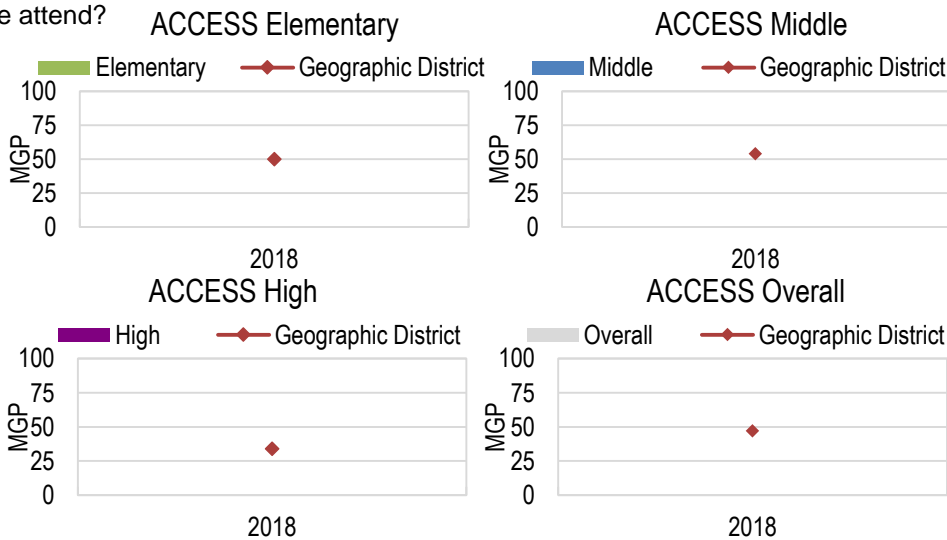 e attend?
ACCESS Elementary
Elementary Geographic District
100
75
50
25
0
MGP
2018
ACCESS Middle
Middle Geographic District
100
75
50
25
0
MGP
2018
ACCESS High
High Geographic District
100
75
50
25
0
MGP
2018
ACCESS Overall
Overall Geographic District
100
75
50
25
0
MGP
2018